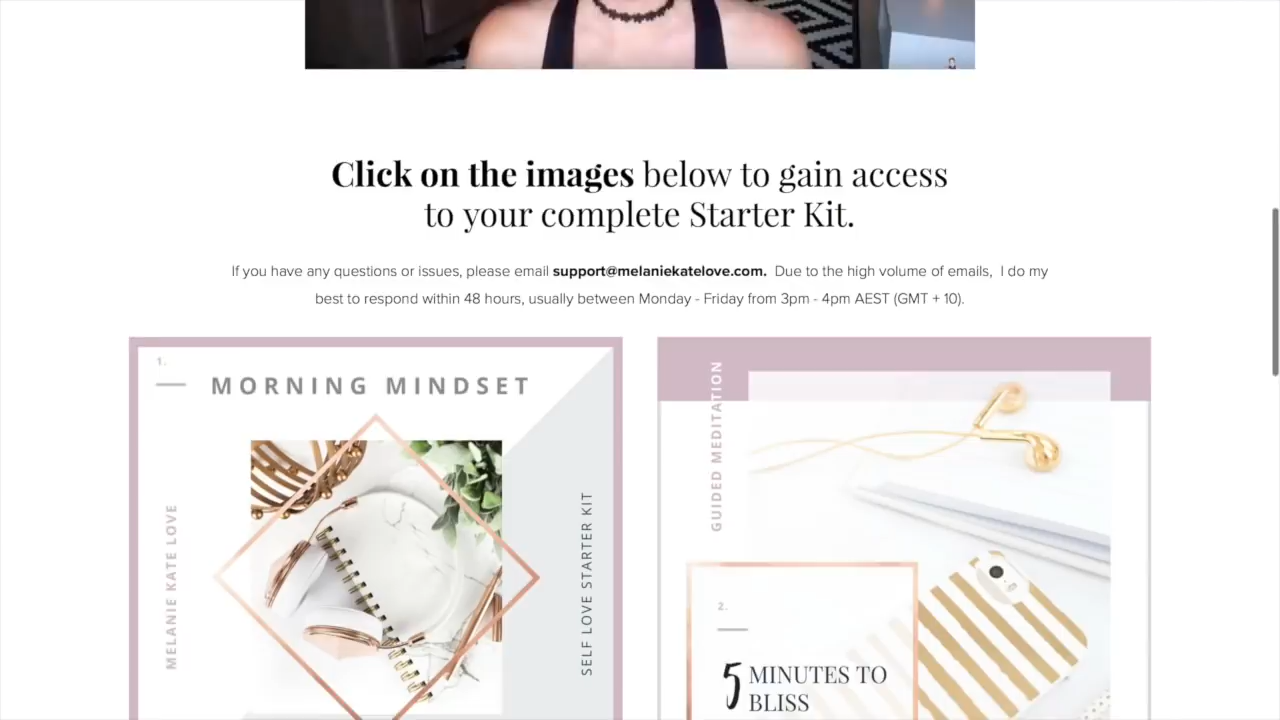 Click on the images below to gain access
to your complete Starter Kit.
If you have any questions or issues, please email support@melaniekatelove.com. Due to the high volume of emails, I do my
best to respond within 48 hours, usually between Monday - Friday from 3pm - 4pm AEST (GMT + 10).
1.
MORNING MINDSET
MELANIE KATE LOVE
SELF LOVE STARTER KIT
GUIDED MEDITATION
2.
5 MINUTES TO
BLISS